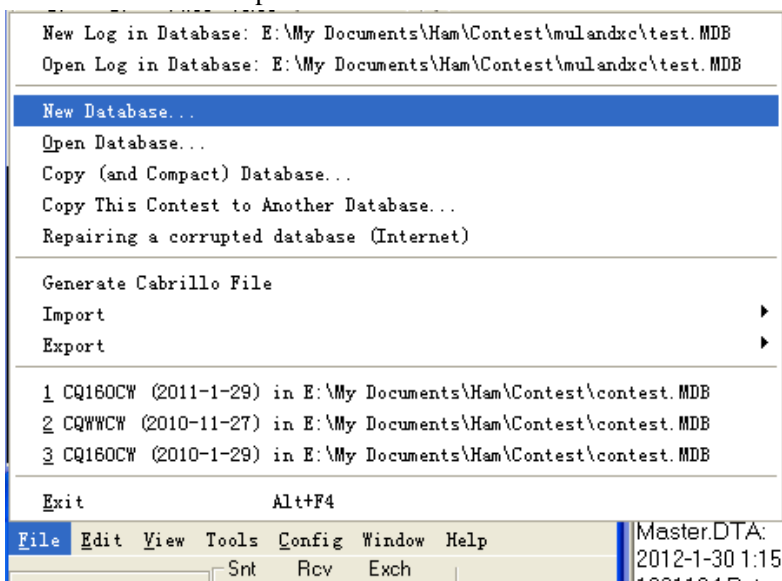 New Log in Database: E:\My Documents\Ham\Contest\mulandxc\test.MDB
Open Log in Database: E:\My Documents\Ham\Contest\mulandxc\test.MDB
New Database...
Open Database...
Copy (and Compact) Database...
Copy This Contest to Another Database...
Repairing a corrupted database (Internet)
Generate Cabrillo File
Import
Export
1 CQ160CW (2011-1-29) in E:\My Documents\Ham\Contest\contest.MDB
2 CQWWCW (2010-11-27) in E:\My Documents\Ham\Contest\contest.MDB
3 CQ160CW (2010-1-29) in E:\My Documents\Ham\Contest\contest.MDB
Exit Alt+F4
File Edit View Tools Config Window Help
Master.DTA:
Snt Rcv Exch
2012-1-30 1:15